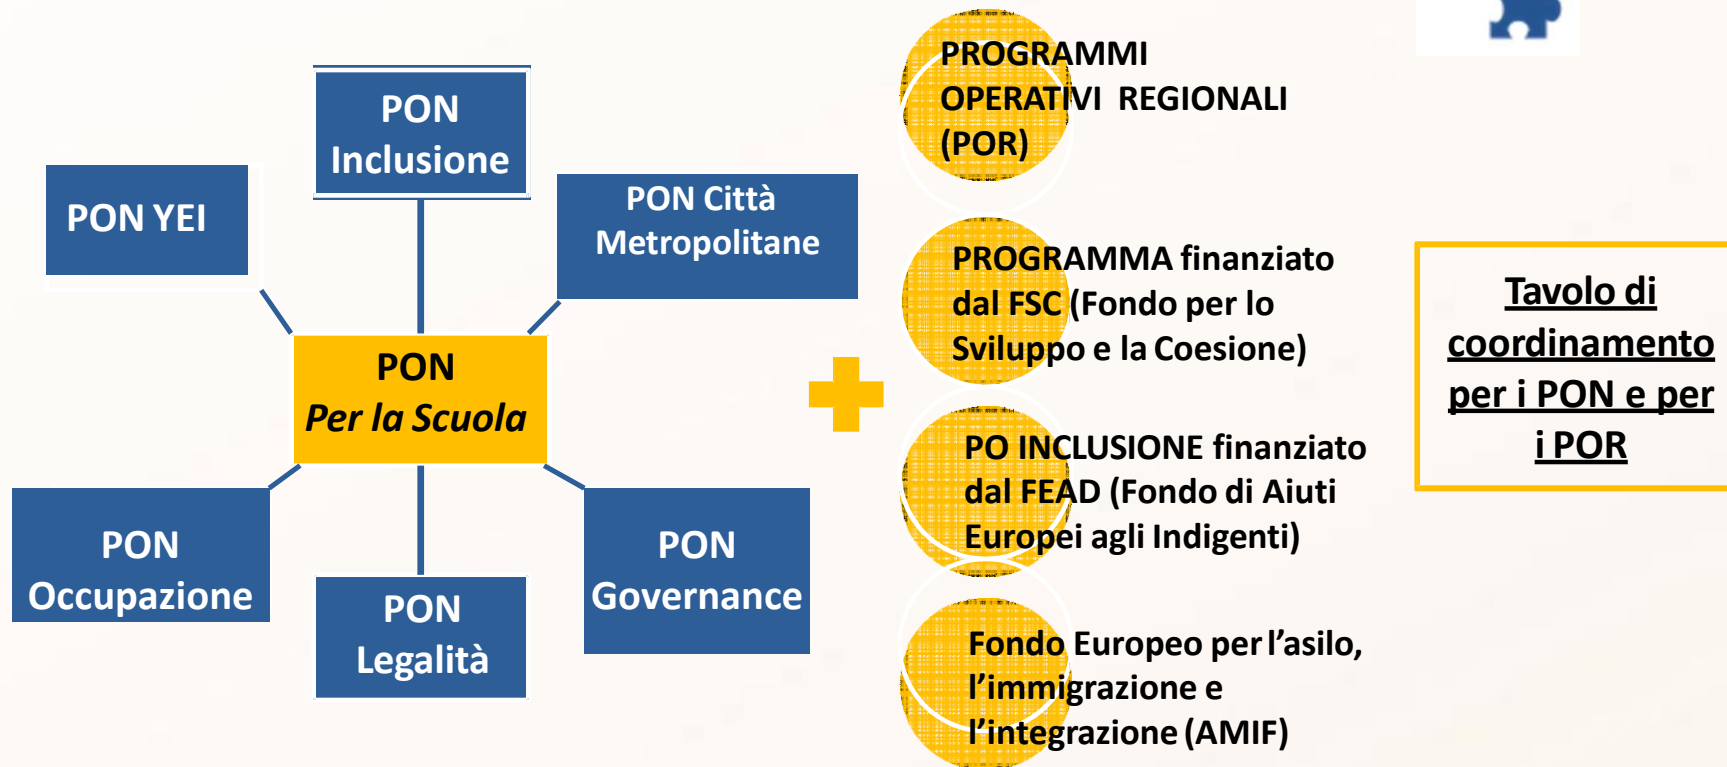 PON
Inclusione
PON YEI
PON Città
Metropolitane
PON
Per la Scuola
PON
Occupazione
PON
Legalità
PON
Governance
PROGRAMMI
OPERATIVI REGIONALI
(POR)
PROGRAMMA finanziato
dal FSC (Fondo per lo
Sviluppo e la Coesione)
PO INCLUSIONE finanziato
dal FEAD (Fondo di Aiuti
Europei agli Indigenti)
Fondo Europeo per l’asilo,
l’immigrazione e
l’integrazione (AMIF)
Tavolo di
coordinamento
per i PON e per
i POR